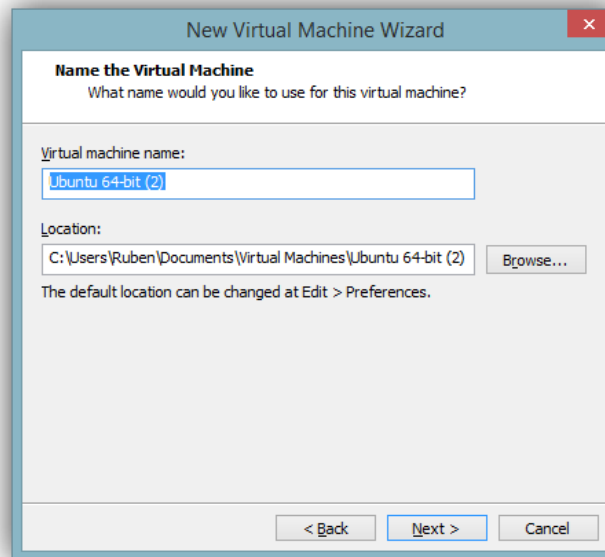 New Virtual Machine Wizard
Name the Virtual Machine
What name would you like to use for this virtual machine?
Virtual machine name:
Ubuntu 64-bit (2)
Location:
C:\Users\Ruben\Documents\Virtual Machines\Ubuntu 64-bit (2)
Browse...
The default location can be changed at Edit > Preferences.
< Back Next > Cancel